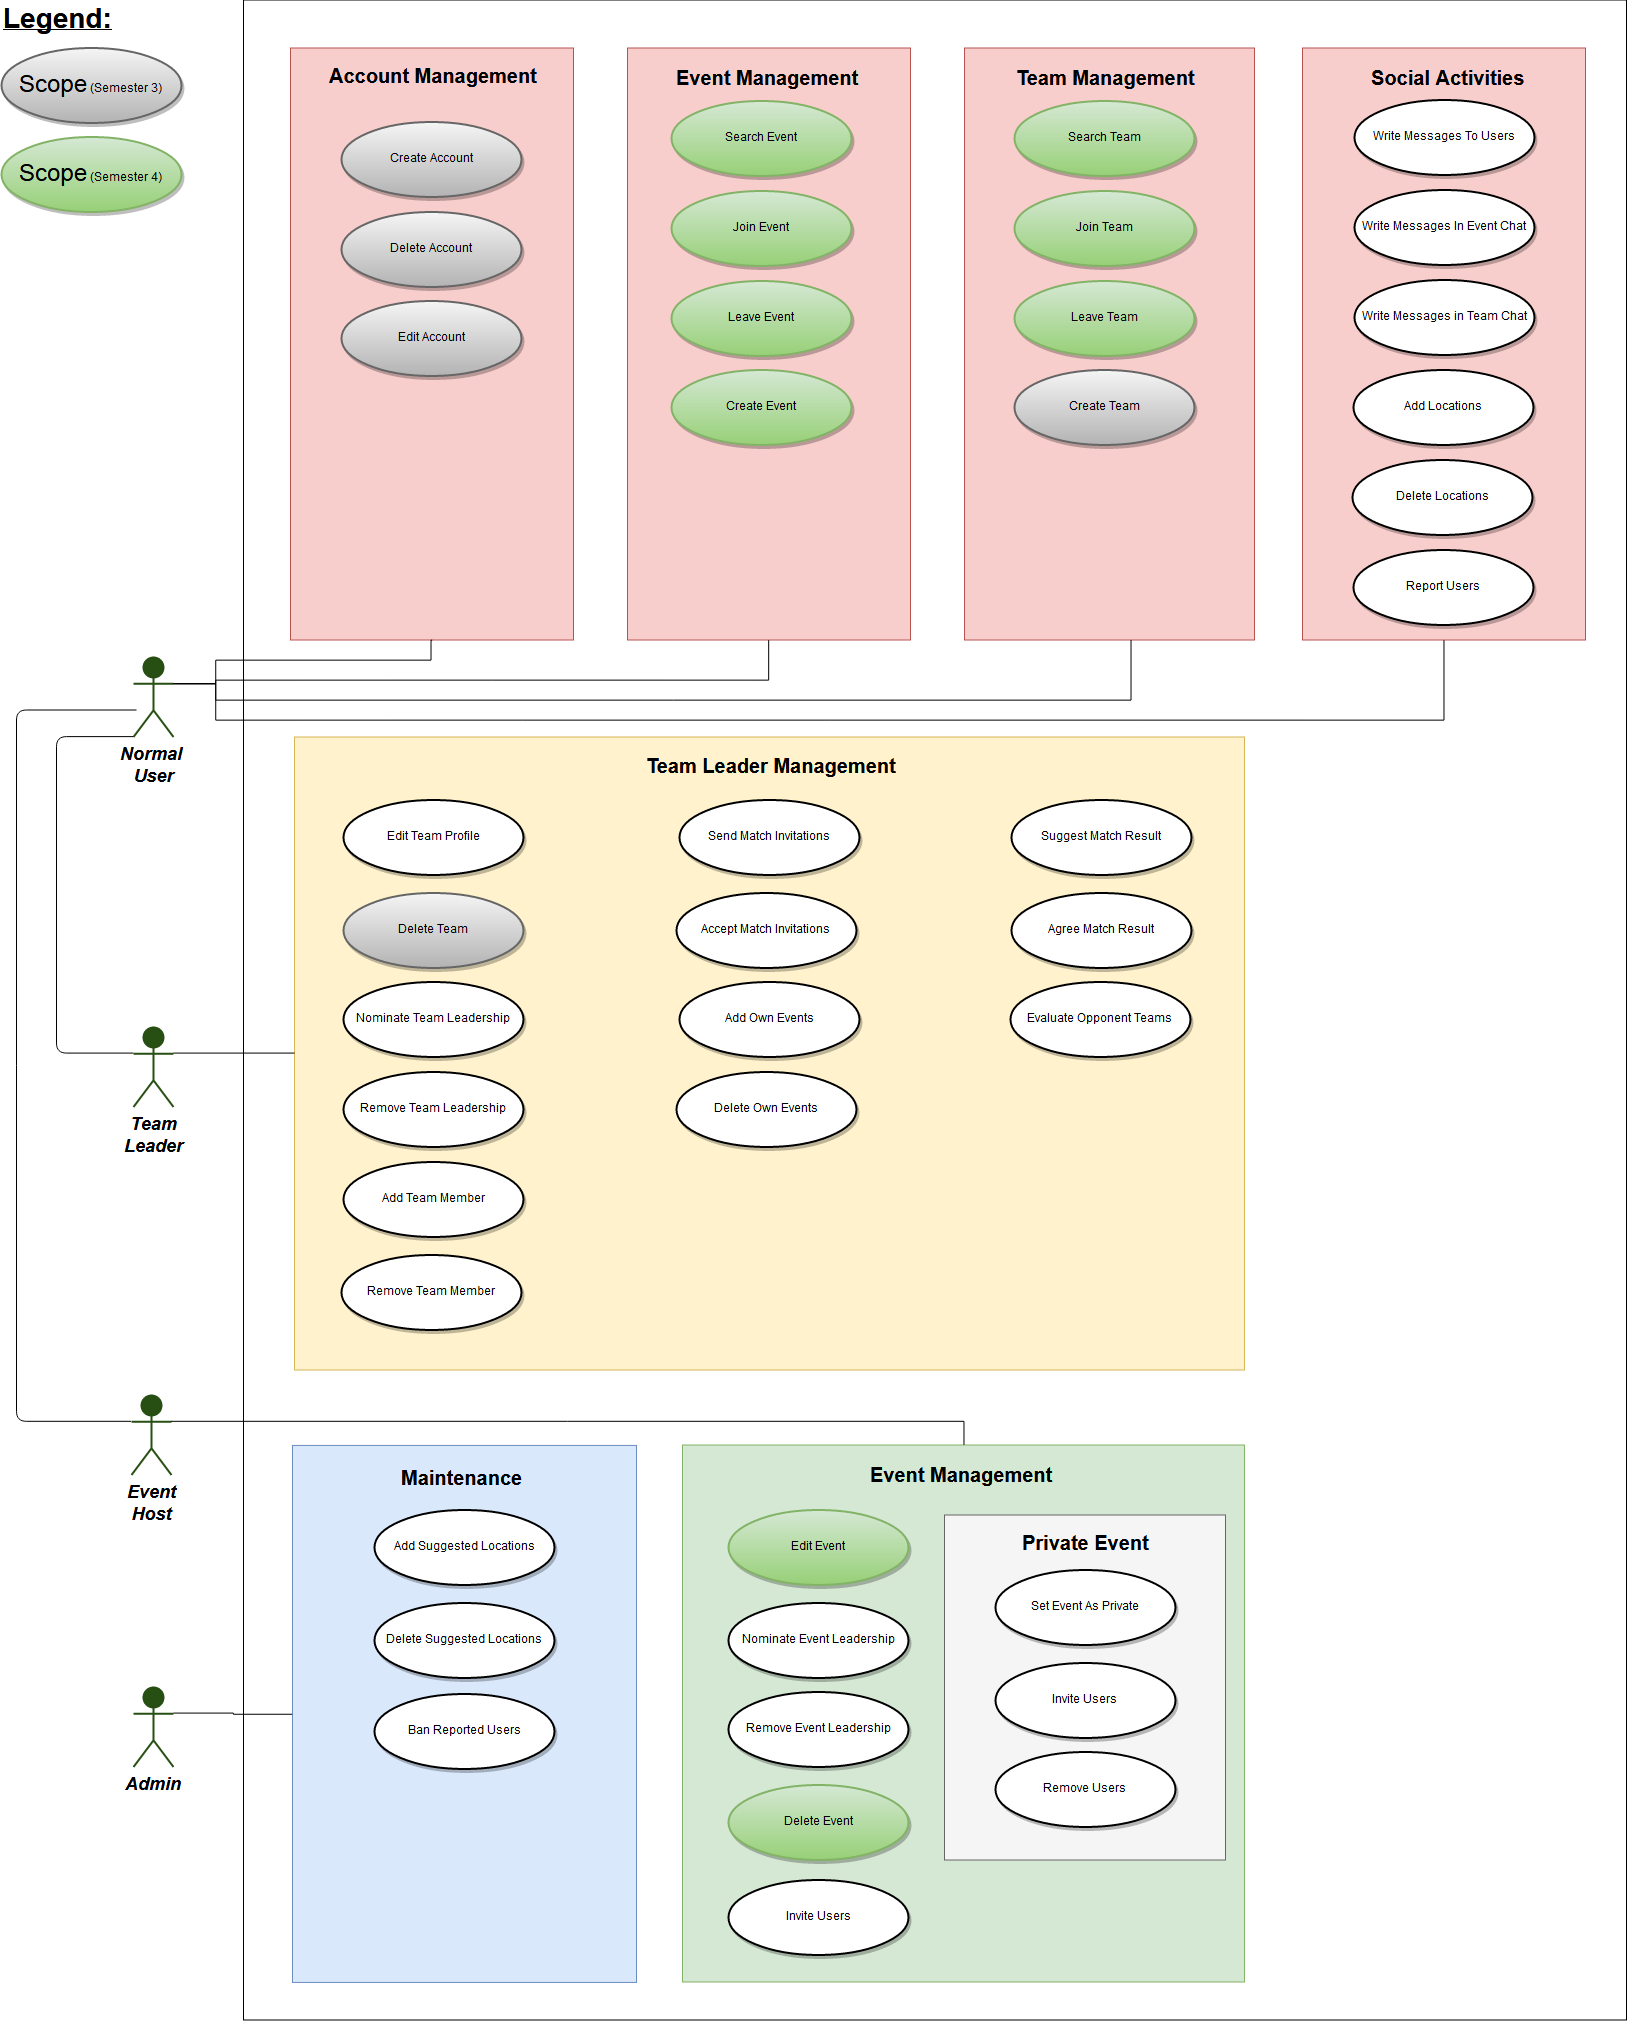 Legend:
Scope (Semester 3)
Scope (Semester 4)
Account Management
Create Account
Delete Account
Edit Account
Event Management
Search Event
Join Event
Leave Event
Create Event
Team Management
Search Team
Join Team
Leave Team
Create Team
Social Activities
Write Messages To Users
Write Messages In Event Chat
Write Messages in Team Chat
Add Locations
Delete Locations
Report Users
Normal
User
Team Leader Management
Edit Team Profile
Delete Team
Nominate Team Leadership
Remove Team Leadership
Add Team Member
Remove Team Member
Send Match Invitations
Accept Match Invitations
Add Own Events
Delete Own Events
Suggest Match Result
Agree Match Result
Evaluate Opponent Teams
Team
Leader
Event
Host
Maintenance
Add Suggested Locations
Delete Suggested Locations
Ban Reported Users
Event Management
Edit Event
Nominate Event Leadership
Remove Event Leadership
Delete Event
Invite Users
Private Event
Set Event As Private
Invite Users
Remove Users
Admin